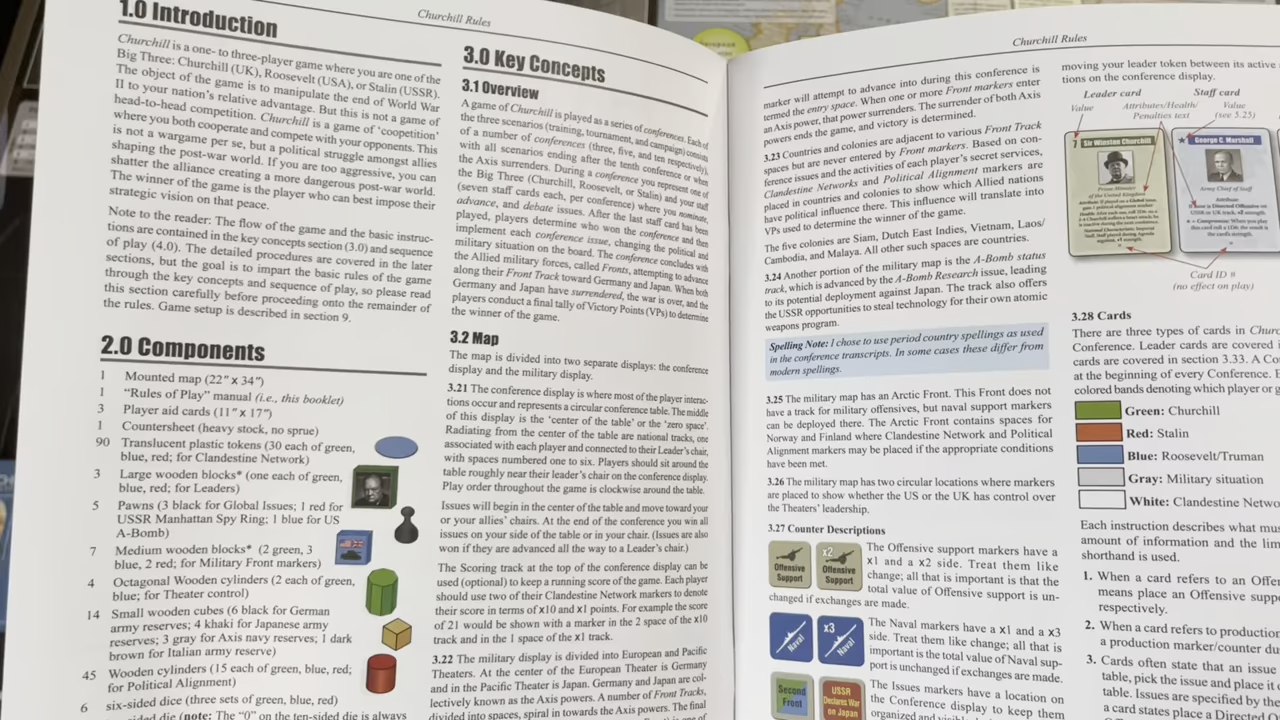 Churchill Rules
1.0 Introduction
Churchill is a one- to three-player game where you are one of the
Big Three: Churchill (UK), Roosevelt (USA), or Stalin (USSR).
The object of the game is to manipulate the end of World War
II to your nation's relative advantage. But this is not a game of
head-to-head competition. Churchill is a game of 'coopetition'
where you both cooperate and compete with your opponents. This
is not a wargame per se, but a political struggle amongst allies
shaping the post-war world. If you are too aggressive, you can
shatter the alliance creating a more dangerous post-war world.
The winner of the game is the player who can best impose their
strategic vision on that peace.
Note to the reader: The flow of the game and the basic instruc-
tions are contained in the key concepts section (3.0) and sequence
of play (4.0). The detailed procedures are covered in the later
sections, but the goal is to impart the basic rules of the game
through the key concepts and sequence of play, so please read
this section carefully before proceeding onto the remainder of
the rules. Game setup is described in section 9.
2.0 Components
1 Mounted map (22" x 34")
1 "Rules of Play" manual (i.e., this booklet)
3 Player aid cards (11" x 17")
1 Countersheet (heavy stock, no sprue)
90 Translucent plastic tokens (30 each of green,
blue, red; for Clandestine Network)
3 Large wooden blocks* (one each of green,
blue, red; for Leaders)
5 Pawns (3 black for Global Issues; 1 red for
USSR Manhattan Spy Ring; 1 blue for US
A-Bomb)
7 Medium wooden blocks* (2 green, 3
blue, 2 red; for Military Front markers)
4 Octagonal Wooden cylinders (2 each of green,
blue; for Theater control)
14 Small wooden cubes (6 black for German
army reserves; 4 khaki for Japanese army
reserves; 3 gray for Axis navy reserves; 1 dark
brown for Italian army reserve)
45 Wooden cylinders (15 each of green, blue, red;
for Political Alignment)
6 six-sided dice (three sets of green, blue, red)
die (note: The "0" on the ten-sided die is always
3.0 Key Concepts
3.1 Overview
A game of Churchill is played as a series of conferences. Each of
the three scenarios (training, tournament, and campaign) consists
of a number of conferences (three, five, and ten respectively),
with all scenarios ending after the tenth conference or when
the Axis surrenders. During a conference you represent one of
the Big Three (Churchill, Roosevelt, or Stalin) and your staff
(seven staff cards each, per conference) where you nominate,
advance, and debate issues. After the last staff card has been
played, players determine who won the conference and then
implement each conference issue, changing the political and
military situation board. The conference concludes with
the Allied military forces, called Fronts, attempting to advance
along their Front Track toward Germany and Japan. When both
Germany and Japan have surrendered, the war is over, and the
players conduct a final tally of Victory Points (VPs) to determine
the winner of the game.
3.2 Map
The map is divided into two separate displays: the conference
display and the military display.
3.21 The conference display is where most of the player interac-
tions occur and represents a circular conference table. The middle
of this display is the 'center of the table' or the 'zero space'.
Radiating from the center of the table are national tracks, one
associated with each player and connected to their Leader's chair,
with spaces numbered one to six. Players should sit around the
table roughly near their leader's chair on the conference display.
Play order throughout the game is clockwise around the table.
Issues will begin in the center of the table and move toward your
or your allies' chairs. At the end of the conference you win all
issues on your side of the table or in your chair. (Issues are also
won if they are advanced all the way to a Leader's chair.)
The Scoring track at the top of the conference display can be
used (optional) to keep a running score of the game. Each player
should use two of their Clandestine Network markers to denote
their score in terms of x10 and x1 points. For example the score
of 21 would be shown with a marker in the 2 space of the x10
track and in the 1 space of the x1 track.
3.22 The military display is divided into European and Pacific
Theaters. At the center of the European Theater is Germany
and in the Pacific Theater is Japan. Germany and Japan are col-
lectively known as the Axis powers. A number of Front Tracks,
divided into spaces, spiral in towards the Axis powers. The final
Churchill Rules
marker will attempt to advance into during this conference is
termed the entry space. When one or more Front markers enter
an Axis power, that power surrenders. The surrender of both Axis
powers ends the game, and victory is determined.
3.23 Countries and colonies are adjacent to various Front Track
spaces but are never entered by Front markers. Based on con-
ference issues and the activities of each player's secret services,
Clandestine Networks and Political Alignment markers are
placed in countries and colonies to show which Allied nations
have political influence there. This influence will translate into
VPs used to determine the winner of the game.
The five colonies are Siam, Dutch East Indies, Vietnam, Laos/
Cambodia, and Malaya. All other such spaces are countries.
3.24 Another portion of the military map is the A-Bomb status
track, which is advanced by the A-Bomb Research issue, leading
to its potential deployment against Japan. The track also offers
the USSR opportunities to steal technology for their own atomic
weapons program.
Spelling Note: I chose to use period country spellings as used
in the conference transcripts. In some cases these differ from
modern spellings.
3.25 The military map has an Arctic Front. This Front does not
have a track for military offensives, but naval support markers
can be deployed there. The Arctic Front contains spaces for
Norway and Finland where Clandestine Network and Political
Alignment markers may be placed if the appropriate conditions
have been met.
3.26 The military map has two circular locations where markers
are placed to show whether the US or the UK has control over
the Theaters' leadership.
3.27 Counter Descriptions
Offensive Support
x2 Offensive Support
The Offensive support markers have a
x1 and a x2 side. Treat them like
change; all that is important is that the
total value of Offensive support is un-
changed if exchanges are made.
Naval
x3 Naval
The Naval markers have a x1 and a x3
side. Treat them like change; all that is
important is the total value of Naval sup-
port is unchanged if exchanges are made.
Second Front
USSR Declares War on Japan
The Issues markers have a location on
the Conference display to keep them
moving your leader token between its active
tions on the conference display.
Leader card
Staff card
Value
Attributes/Health/
Penalties text
Value
(see 5.23)
7 Sir Winston Churchill
Prime Minister
of the United Kingdom
George C. Marshall
Army Chief of Staff
Card ID #
(no effect on play)
3.28 Cards
There are three types of cards in Churc
Conference. Leader cards are covered i
cards are covered in section 3.33. A Co
at the beginning of every Conference. E
colored bands denoting which player or g
Green: Churchill
Red: Stalin
Blue: Roosevelt/Truman
Gray: Military situation
White: Clandestine Netwo
Each instruction describes what mu
amount of information and the lim
shorthand is used.
1. When a card refers to an Offe
means place an Offensive suppo
respectively.
2. When a card refers to production
a production marker/counter du
3. Cards often state that an issue
table, pick the issue and place it
table. Issues are specified by the
a card states place a Directed